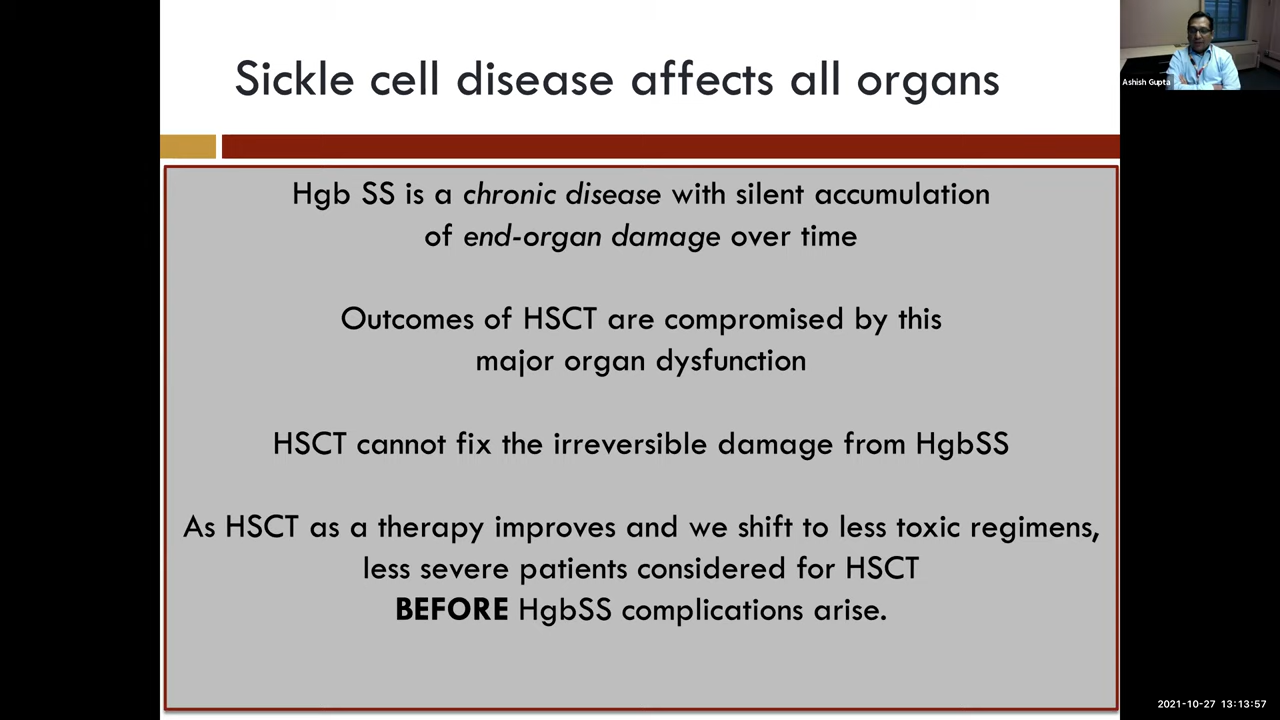 Sickle cell disease affects all organs
Ashish Gupta
Hgb SS is a chronic disease with silent accumulation
of end-organ damage over time
Outcomes of HSCT are compromised by this
major organ dysfunction
HSCT cannot fix the irreversible damage from HgbSS
As HSCT as a therapy improves and we shift to less toxic regimens,
less severe patients considered for HSCT
BEFORE HgbSS complications arise.
2021-10-27 13:13:57